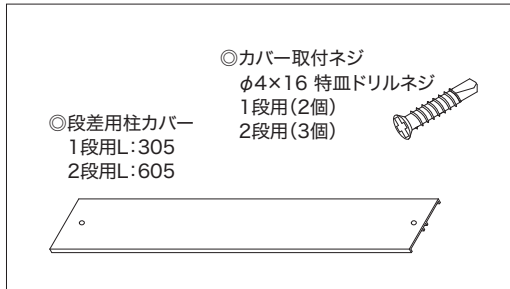 ◎カバー取付ネジ
φ4×16 特皿ドリルネジ
1段用(2個)
2段用(3個)
◎段差用柱カバー
1段用L:305
2段用L:605